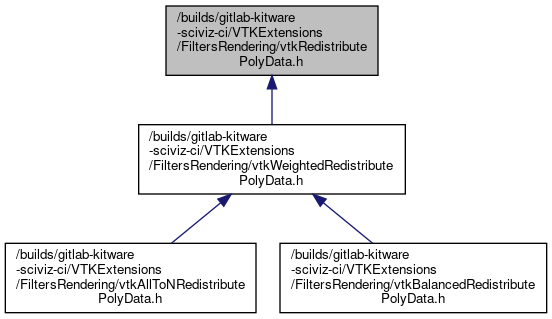 /builds/gitlab-kitware
-sciviz-ci/VTKExtensions
/FiltersRendering/vtkRedistribute
PolyData.h
/builds/gitlab-kitware
-sciviz-ci/VTKExtensions
/FiltersRendering/vtkWeightedRedistribute
PolyData.h
/builds/gitlab-kitware
-sciviz-ci/VTKExtensions
/FiltersRendering/vtkAllToNRedistribute
PolyData.h
/builds/gitlab-kitware
-sciviz-ci/VTKExtensions
/FiltersRendering/vtkBalancedRedistribute
PolyData.h